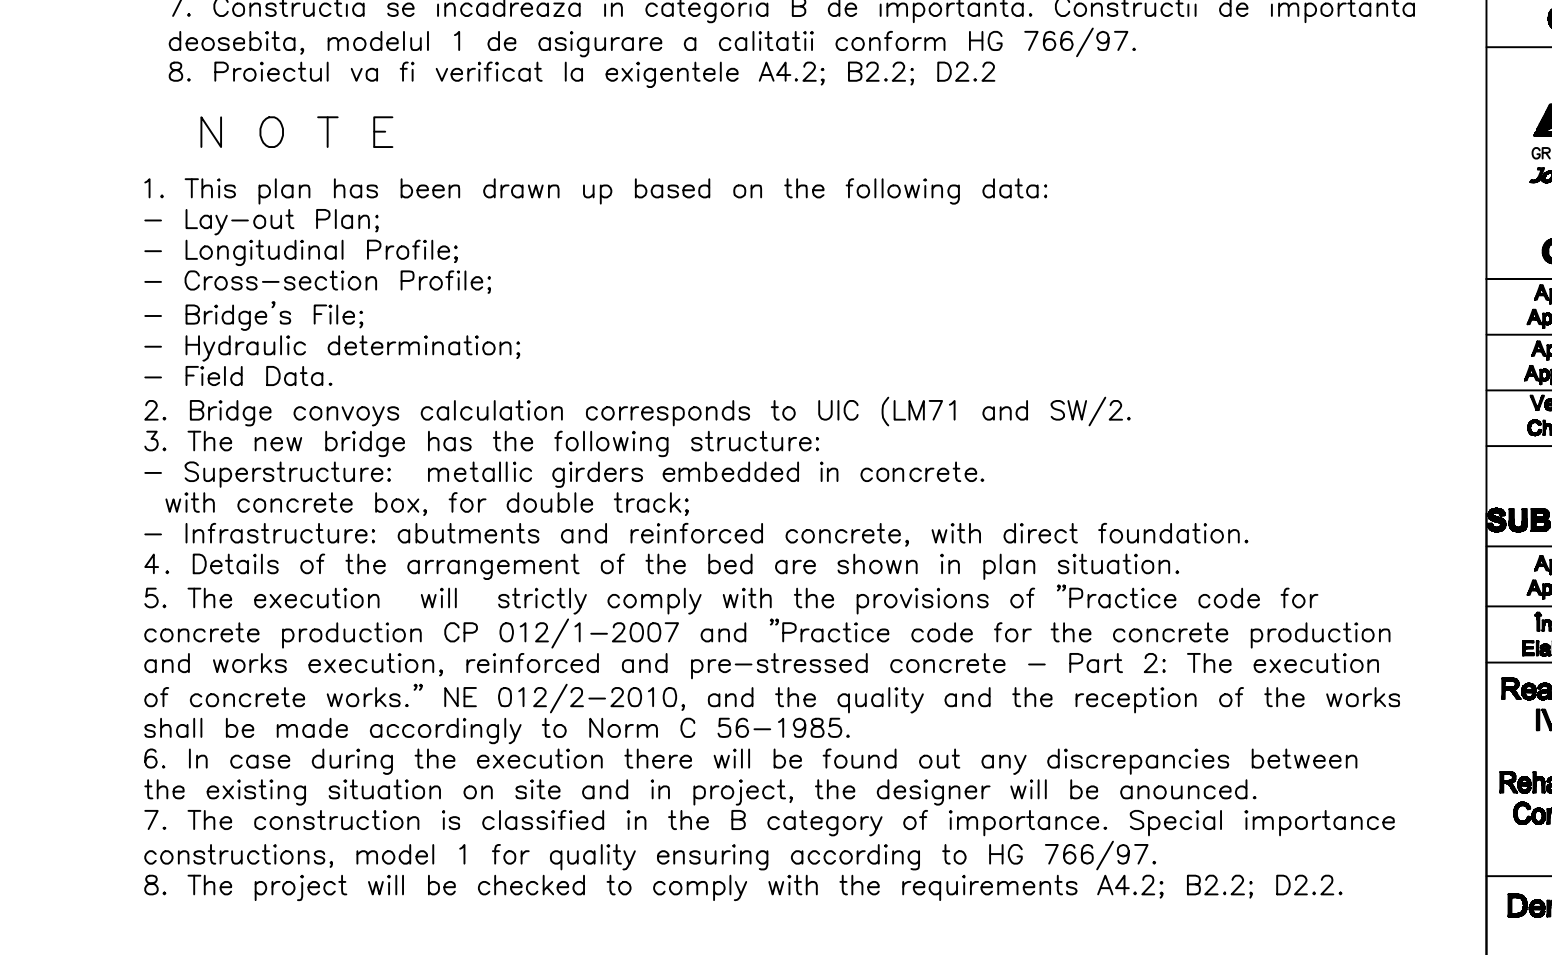 7. Constructia se incadreaza in categoria B de importanta. Constructii de importanta
deosebita, modelul 1 de asigurare a calitatii conform HG 766/97.
8. Proiectul va fi verificat la exigentele A4.2; B2.2; D2.2
N O T E
1. This plan has been drawn up based on the following data:
– Lay–out Plan;
– Longitudinal Profile;
– Cross–section Profile;
– Bridge's File;
– Hydraulic determination;
– Field Data.
2. Bridge convoys calculation corresponds to UIC (LM71 and SW/2.
3. The new bridge has the following structure:
– Superstructure: metallic girders embedded in concrete.
with concrete box, for double track;
– Infrastructure: abutments and reinforced concrete, with direct foundation.
4. Details of the arrangement of the bed are shown in plan situation.
5. The execution will strictly comply with the provisions of "Practice code for
concrete production CP 012/1–2007 and "Practice code for the concrete production
and works execution, reinforced and pre–stressed concrete – Part 2: The execution
of concrete works." NE 012/2–2010, and the quality and the reception of the works
shall be made accordingly to Norm C 56–1985.
6. In case during the execution there will be found out any discrepancies between
the existing situation on site and in project, the designer will be anounced.
7. The construction is classified in the B category of importance. Special importance
constructions, model 1 for quality ensuring according to HG 766/97.
8. The project will be checked to comply with the requirements A4.2; B2.2; D2.2.
GR
SUB